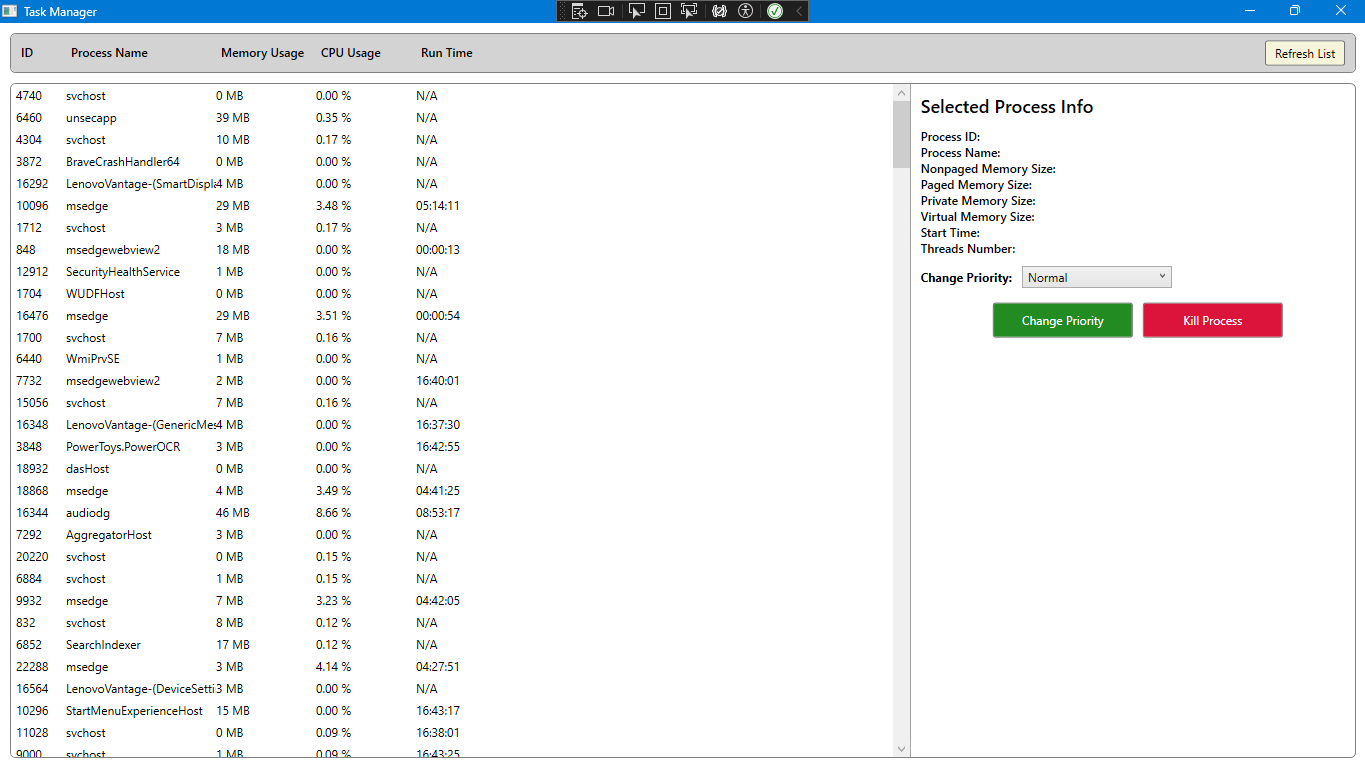 Task Manager
ID Process Name Memory Usage CPU Usage Run Time Refresh List
4740 svchost 0 MB 0.00 % N/A
6460 unsecapp 39 MB 0.35 % N/A
4304 svchost 10 MB 0.17 % N/A
3872 BraveCrashHandler64 0 MB 0.00 % N/A
16292 LenovoVantage-(SmartDispl 4 MB 0.00 % N/A
10096 msedge 29 MB 3.48 % 05:14:11
1712 svchost 3 MB 0.17 % N/A
848 msedgewebview2 18 MB 0.00 % 00:00:13
12912 SecurityHealthService 1 MB 0.00 % N/A
1704 WUDFHost 0 MB 0.00 % N/A
16476 msedge 29 MB 3.51 % 00:00:54
1700 svchost 7 MB 0.16 % N/A
6440 WmiPrvSE 1 MB 0.00 % N/A
7732 msedgewebview2 2 MB 0.00 % 16:40:01
15056 svchost 7 MB 0.16 % N/A
16348 LenovoVantage-(GenericMes 4 MB 0.00 % 16:37:30
3848 PowerToys.PowerOCR 3 MB 0.00 % 16:42:55
18932 dasHost 0 MB 0.00 % N/A
18868 msedge 4 MB 3.49 % 04:41:25
16344 audiodg 46 MB 8.66 % 08:53:17
7292 AggregatorHost 3 MB 0.00 % N/A
20220 svchost 0 MB 0.15 % N/A
6884 svchost 1 MB 0.15 % N/A
9932 msedge 7 MB 3.23 % 04:42:05
832 svchost 8 MB 0.12 % N/A
6852 SearchIndexer 17 MB 0.12 % N/A
22288 msedge 3 MB 4.14 % 04:27:51
16564 LenovoVantage-(DeviceSetti 3 MB 0.00 % N/A
10296 StartMenuExperienceHost 15 MB 0.00 % 16:43:17
11028 svchost 0 MB 0.09 % 16:38:01
9000 svchost 1 MB 0.09 % 16:43:25
Selected Process Info
Process ID:
Process Name:
Nonpaged Memory Size:
Paged Memory Size:
Private Memory Size:
Virtual Memory Size:
Start Time:
Threads Number:
Change Priority: Normal
Change Priority Kill Process